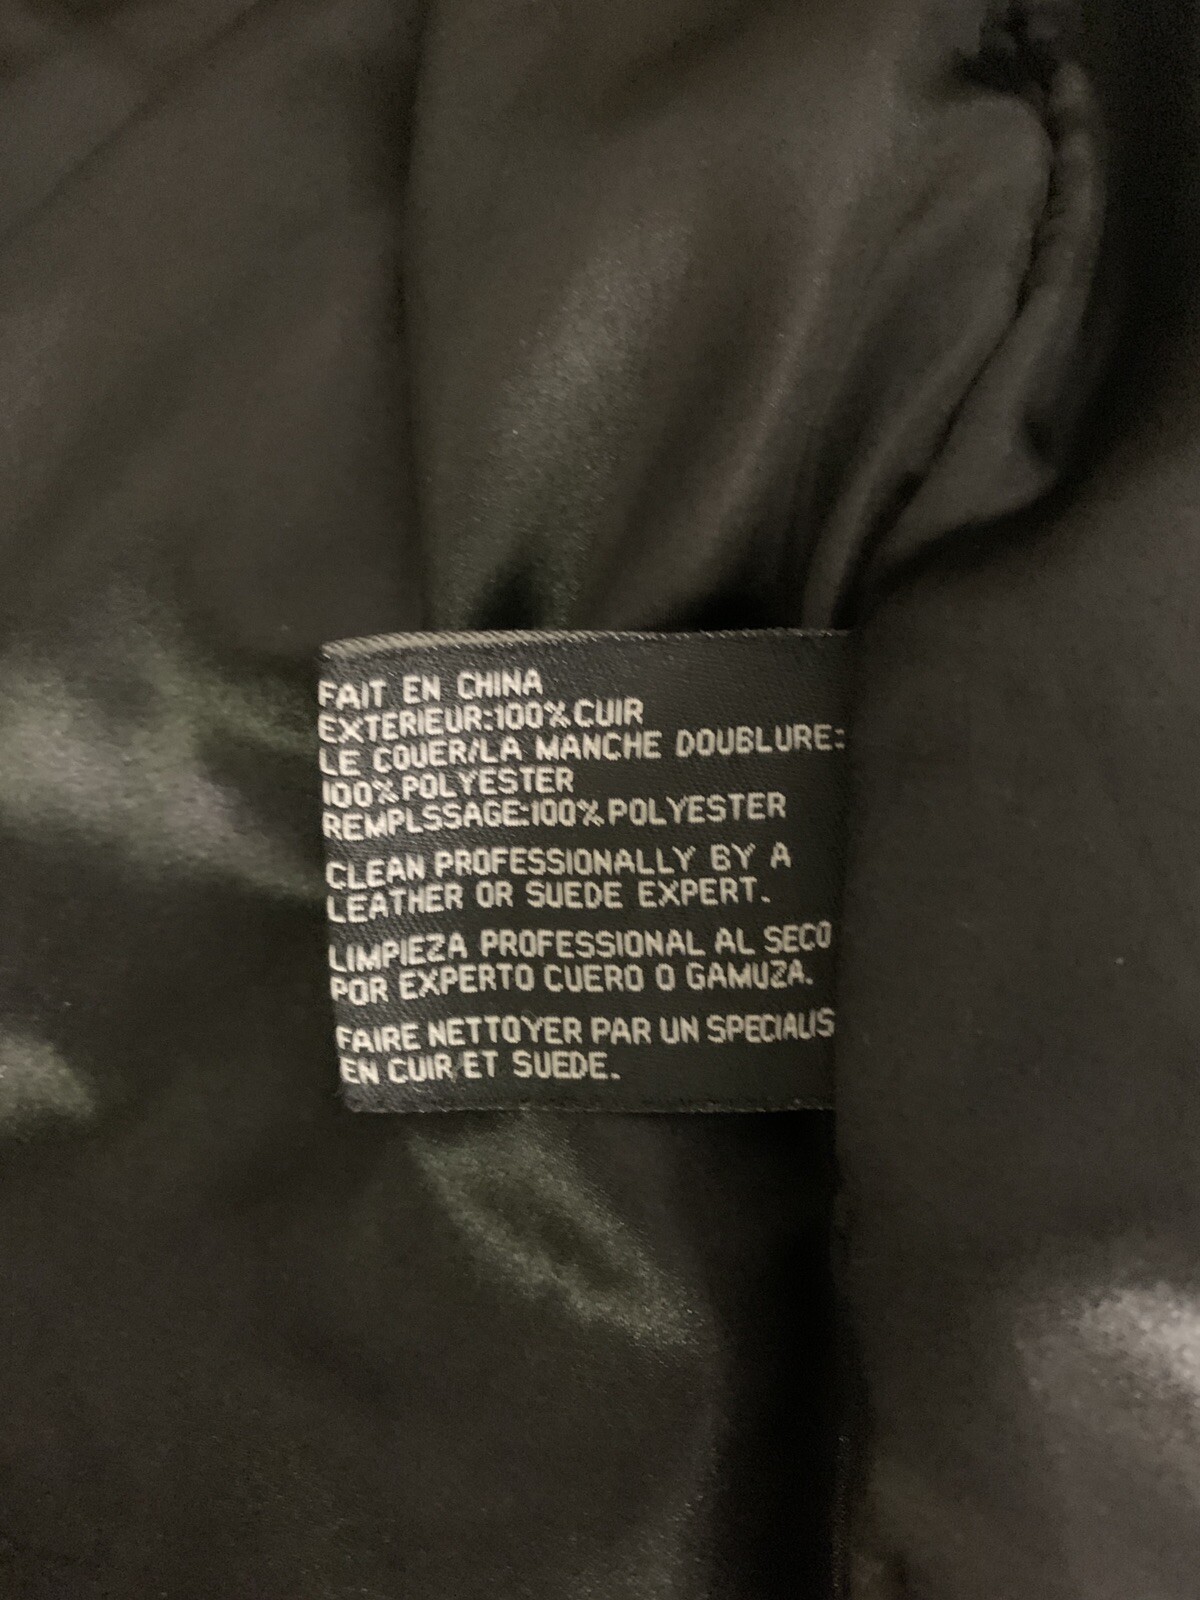 FAIT EN CHINA
EXTERIEUR:100%CUIR
LE COUER/LA MANCHE DOUBLURE:
100%POLYESTER
REMPLSSAGE:100%POLYESTER
CLEAN PROFESSIONALLY BY A
LEATHER OR SUEDE EXPERT.
LIMPIEZA PROFESSIONAL AL SECO
POR EXPERTO CUERO O GAMUZA.
FAIRE NETTOYER PAR UN SPECIALIS
EN CUIR ET SUEDE.